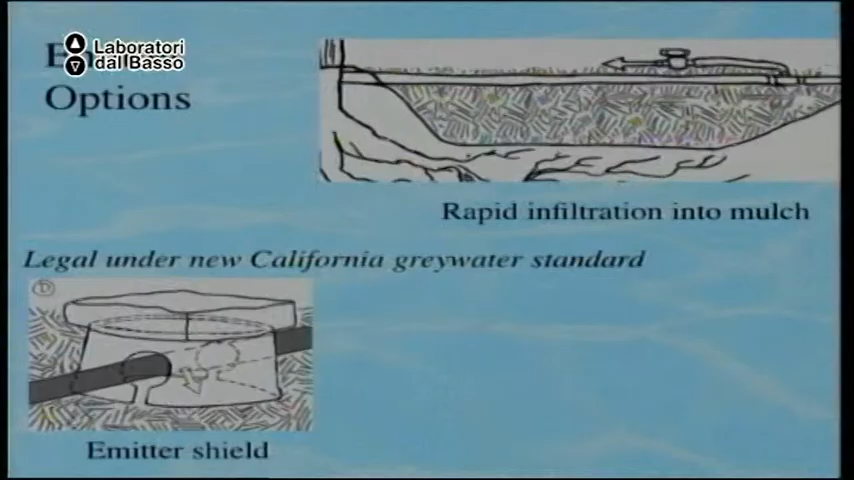 Laboratori
dal Basso
Options
Rapid infiltration into mulch
Legal under new California greywater standard
Emitter shield